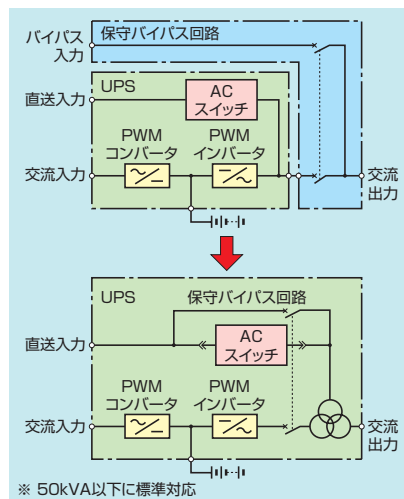 保守バイパス回路
バイパス
入力
UPS
直送入力
AC
スイッチ
PWM
コンバータ
PWM
インバータ
交流入力
交流
出力
UPS
保守バイパス回路
直送入力
AC
スイッチ
PWM
コンバータ
PWM
インバータ
交流入力
交流
出力
※ 50kVA以下に標準対応